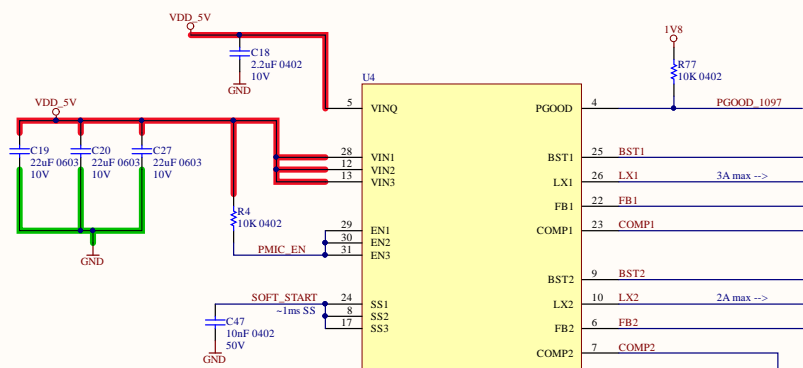 VDD_5V
C18
2.2uF 0402
10V
GND
1V8
R77
10K 0402
U4
5 VINQ
PGOOD 4 PGOOD_1097
VDD_5V
C19
22uF 0603
10V
C20
22uF 0603
10V
C27
22uF 0603
10V
GND
28 VIN1
12 VIN2
13 VIN3
BST1 25 BST1
LX1 26 LX1 3A max -->
FB1 22 FB1
COMP1 23 COMP1
R4
10K 0402
PMIC_EN
29 EN1
30 EN2
31 EN3
BST2 9 BST2
LX2 10 LX2 2A max -->
FB2 6 FB2
COMP2 7 COMP2
SOFT_START
~1ms SS
24 SS1
8 SS2
17 SS3
C47
10nF 0402
50V
GND